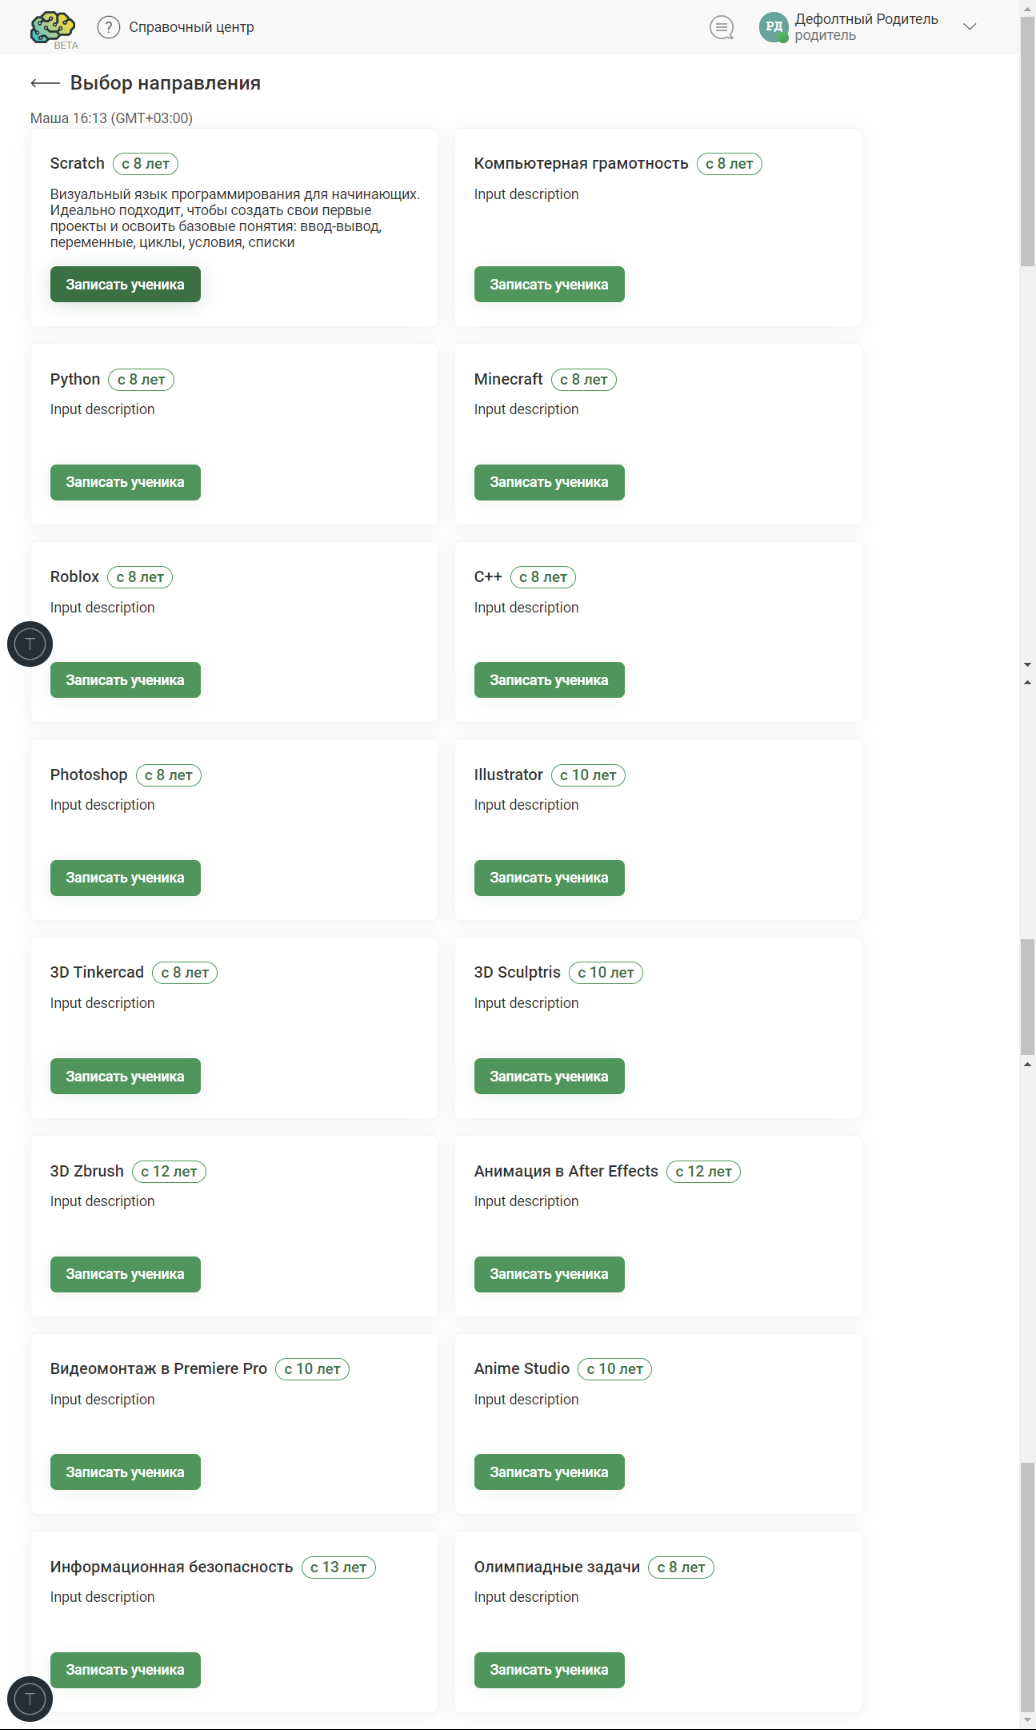 BETA
? Справочный центр
РД
Дефолтный Родитель
родитель
Выбор направления
Маша 16:13 (GMT+03:00)
Scratch с 8 лет
Визуальный язык программирования для начинающих.
Идеально подходит, чтобы создать свои первые
проекты и освоить базовые понятия: ввод-вывод,
переменные, циклы, условия, списки
Записать ученика
Компьютерная грамотность с 8 лет
Input description
Записать ученика
Python с 8 лет
Input description
Записать ученика
Minecraft с 8 лет
Input description
Записать ученика
Roblox с 8 лет
Input description
T
Записать ученика
C++ с 8 лет
Input description
Записать ученика
Photoshop с 8 лет
Input description
Записать ученика
Illustrator с 10 лет
Input description
Записать ученика
3D Tinkercad с 8 лет
Input description
Записать ученика
3D Sculptris с 10 лет
Input description
Записать ученика
3D Zbrush с 12 лет
Input description
Записать ученика
Анимация в After Effects с 12 лет
Input description
Записать ученика
Видеомонтаж в Premiere Pro с 10 лет
Input description
Записать ученика
Anime Studio с 10 лет
Input description
Записать ученика
Информационная безопасность с 13 лет
Input description
Записать ученика
T
Олимпиадные задачи с 8 лет
Input description
Записать ученика